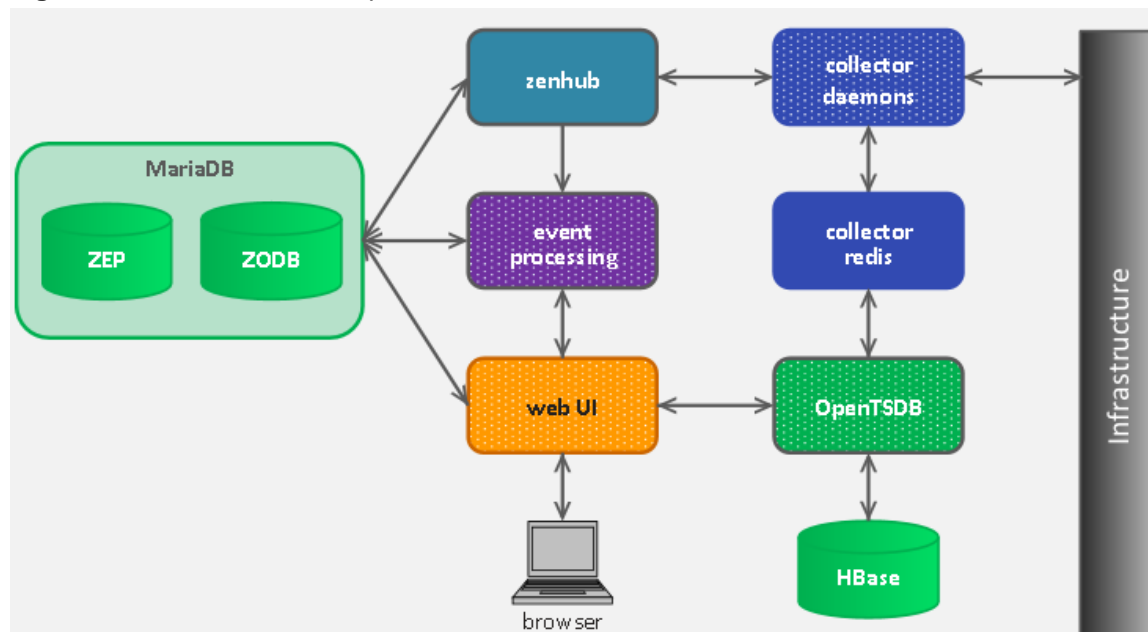 zenhub
collector
daemons
MariaDB
ZEP
ZODB
event
processing
collector
redis
web UI
OpenTSDB
Infrastructure
HBase
browser